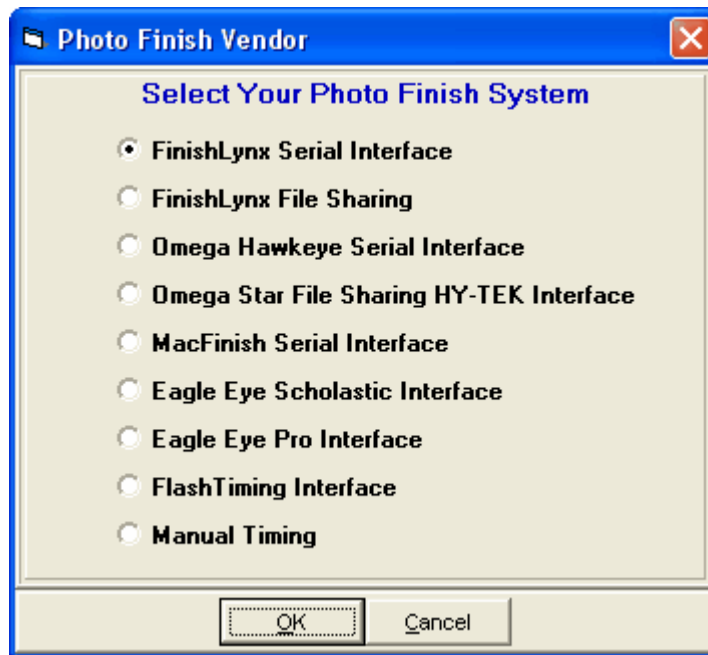 Photo Finish Vendor
Select Your Photo Finish System
FinishLynx Serial Interface
FinishLynx File Sharing
Omega Hawkeye Serial Interface
Omega Star File Sharing HY-TEK Interface
MacFinish Serial Interface
Eagle Eye Scholastic Interface
Eagle Eye Pro Interface
FlashTiming Interface
Manual Timing
OK Cancel